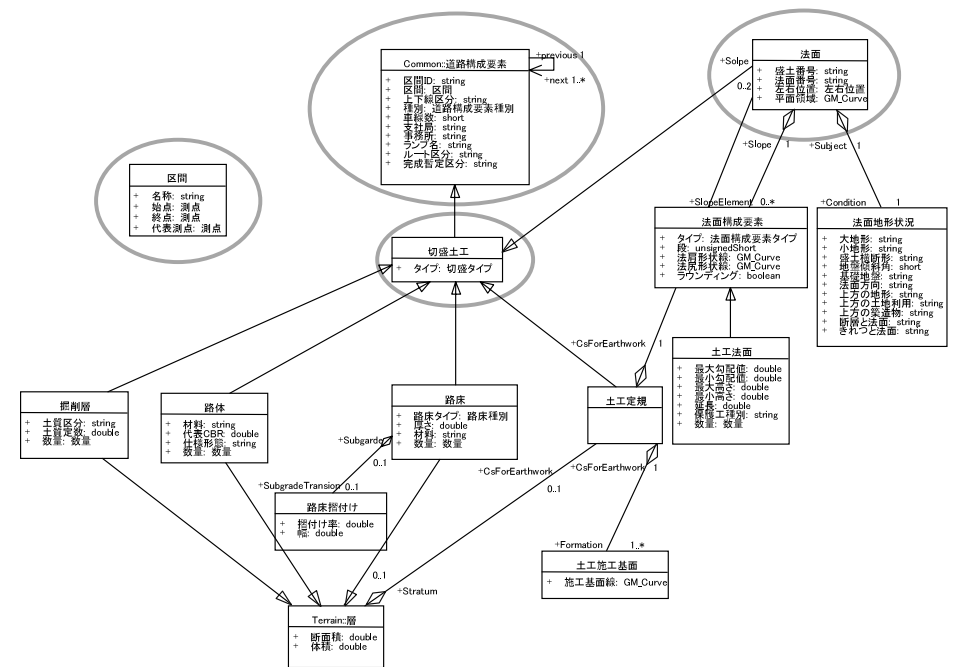 Common::道路構成要素
+ 区間ID: string
+ 区間: 区間
+ 上下線区分: string
+ 種別: 道路構成要素種別
+ 車線数: short
+ 支社局: string
+ 事務所: string
+ ランプ名: string
+ ルート区分: string
+ 完成暫定区分: string
+previous 1
+next 1..*
法面
+ 盛土番号: string
+ 法面番号: string
+ 左右位置: 左右位置
+ 平面領域: GM_Curve
+Solpe
0..2
+Slope 1
+Subject 1
区間
+ 名称: string
+ 始点: 測点
+ 終点: 測点
+ 代表測点: 測点
+SlopeElement 0..*
+Condition 1
法面構成要素
+ タイプ: 法面構成要素タイプ
+ 段: unsignedShort
+ 法肩形状線: GM_Curve
+ 法尻形状線: GM_Curve
+ ラウンディング: boolean
法面地形状況
+ 大地形: string
+ 小地形: string
+ 盛土横断形: string
+ 地盤傾斜角: short
+ 基礎地盤: string
+ 法面方向: string
+ 上方の地形: string
+ 上方の土地利用: string
+ 上方の築造物: string
+ 断層と法面: string
+ きれつと法面: string
切盛土工
+ タイプ: 切盛タイプ
+CsForEarthwork 1
土工法面
+ 最大勾配値: double
+ 最小勾配値: double
+ 最大高さ: double
+ 最小高さ: double
+ 延長: double
+ 保護工種別: string
+ 数量: 数量
掘削層
+ 土質区分: string
+ 土質定数: double
+ 数量: 数量
路体
+ 材料: string
+ 代表CBR: double
+ 仕様形態: string
+ 数量: 数量
路床
+ 路床タイプ: 路床種別
+ 厚さ: double
+ 材料: string
+ 数量: 数量
土工定規
+Subgarde
0..1
+CsForEarthwork
0..1
+CsForEarthwork 1
+SubgradeTransion 0..1
路床摺付け
+ 摺付け率: double
+ 幅: double
+Formation 1..*
土工施工基面
+ 施工基面線: GM_Curve
0..1
+Stratum
Terrain::層
+ 断面積: double
+ 体積: double